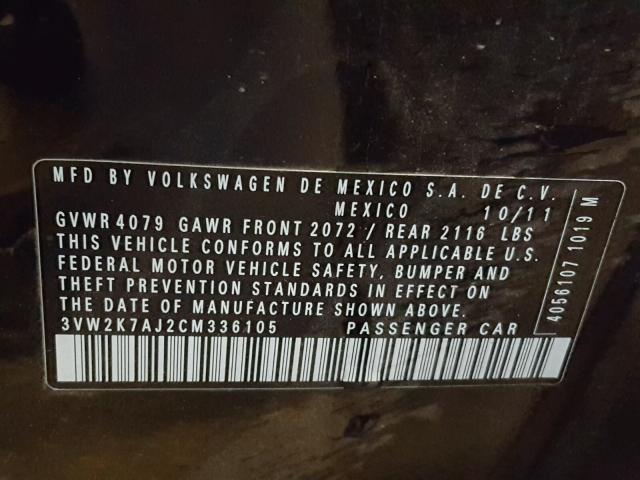 MFD BY VOLKSWAGEN DE MEXICO S.A. DE C.V.
MEXICO 10/11
GVWR 4079 GAWR FRONT 2072 / REAR 2116 LBS
THIS VEHICLE CONFORMS TO ALL APPLICABLE U.S.
FEDERAL MOTOR VEHICLE SAFETY, BUMPER AND
THEFT PREVENTION STANDARDS IN EFFECT ON
THE DATE OF MANUFACTURE SHOWN ABOVE.
3VW2K7AJ2CM336105 PASSENGER CAR
4056107 1019 M